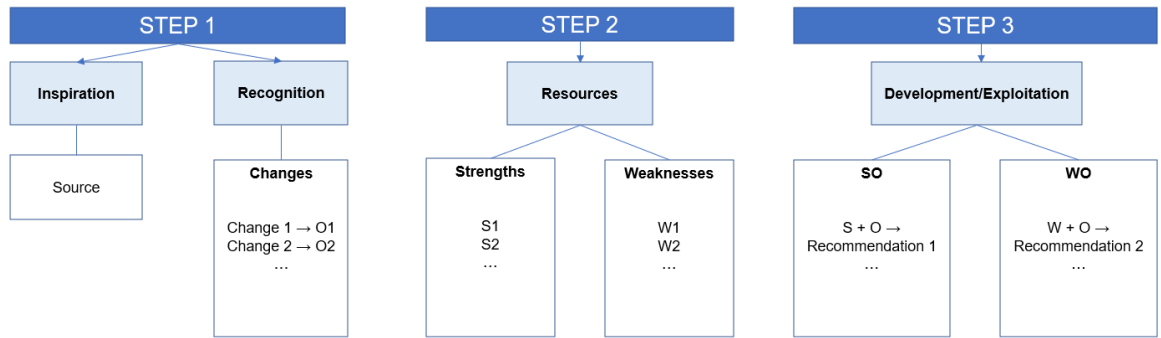 STEP 1
Inspiration
Recognition
Source
Changes
Change 1 → O1
Change 2 → O2
...
STEP 2
Resources
Strengths
S1
S2
...
Weaknesses
W1
W2
...
STEP 3
Development/Exploitation
SO
S + O →
Recommendation 1
...
WO
W + O →
Recommendation 2
...